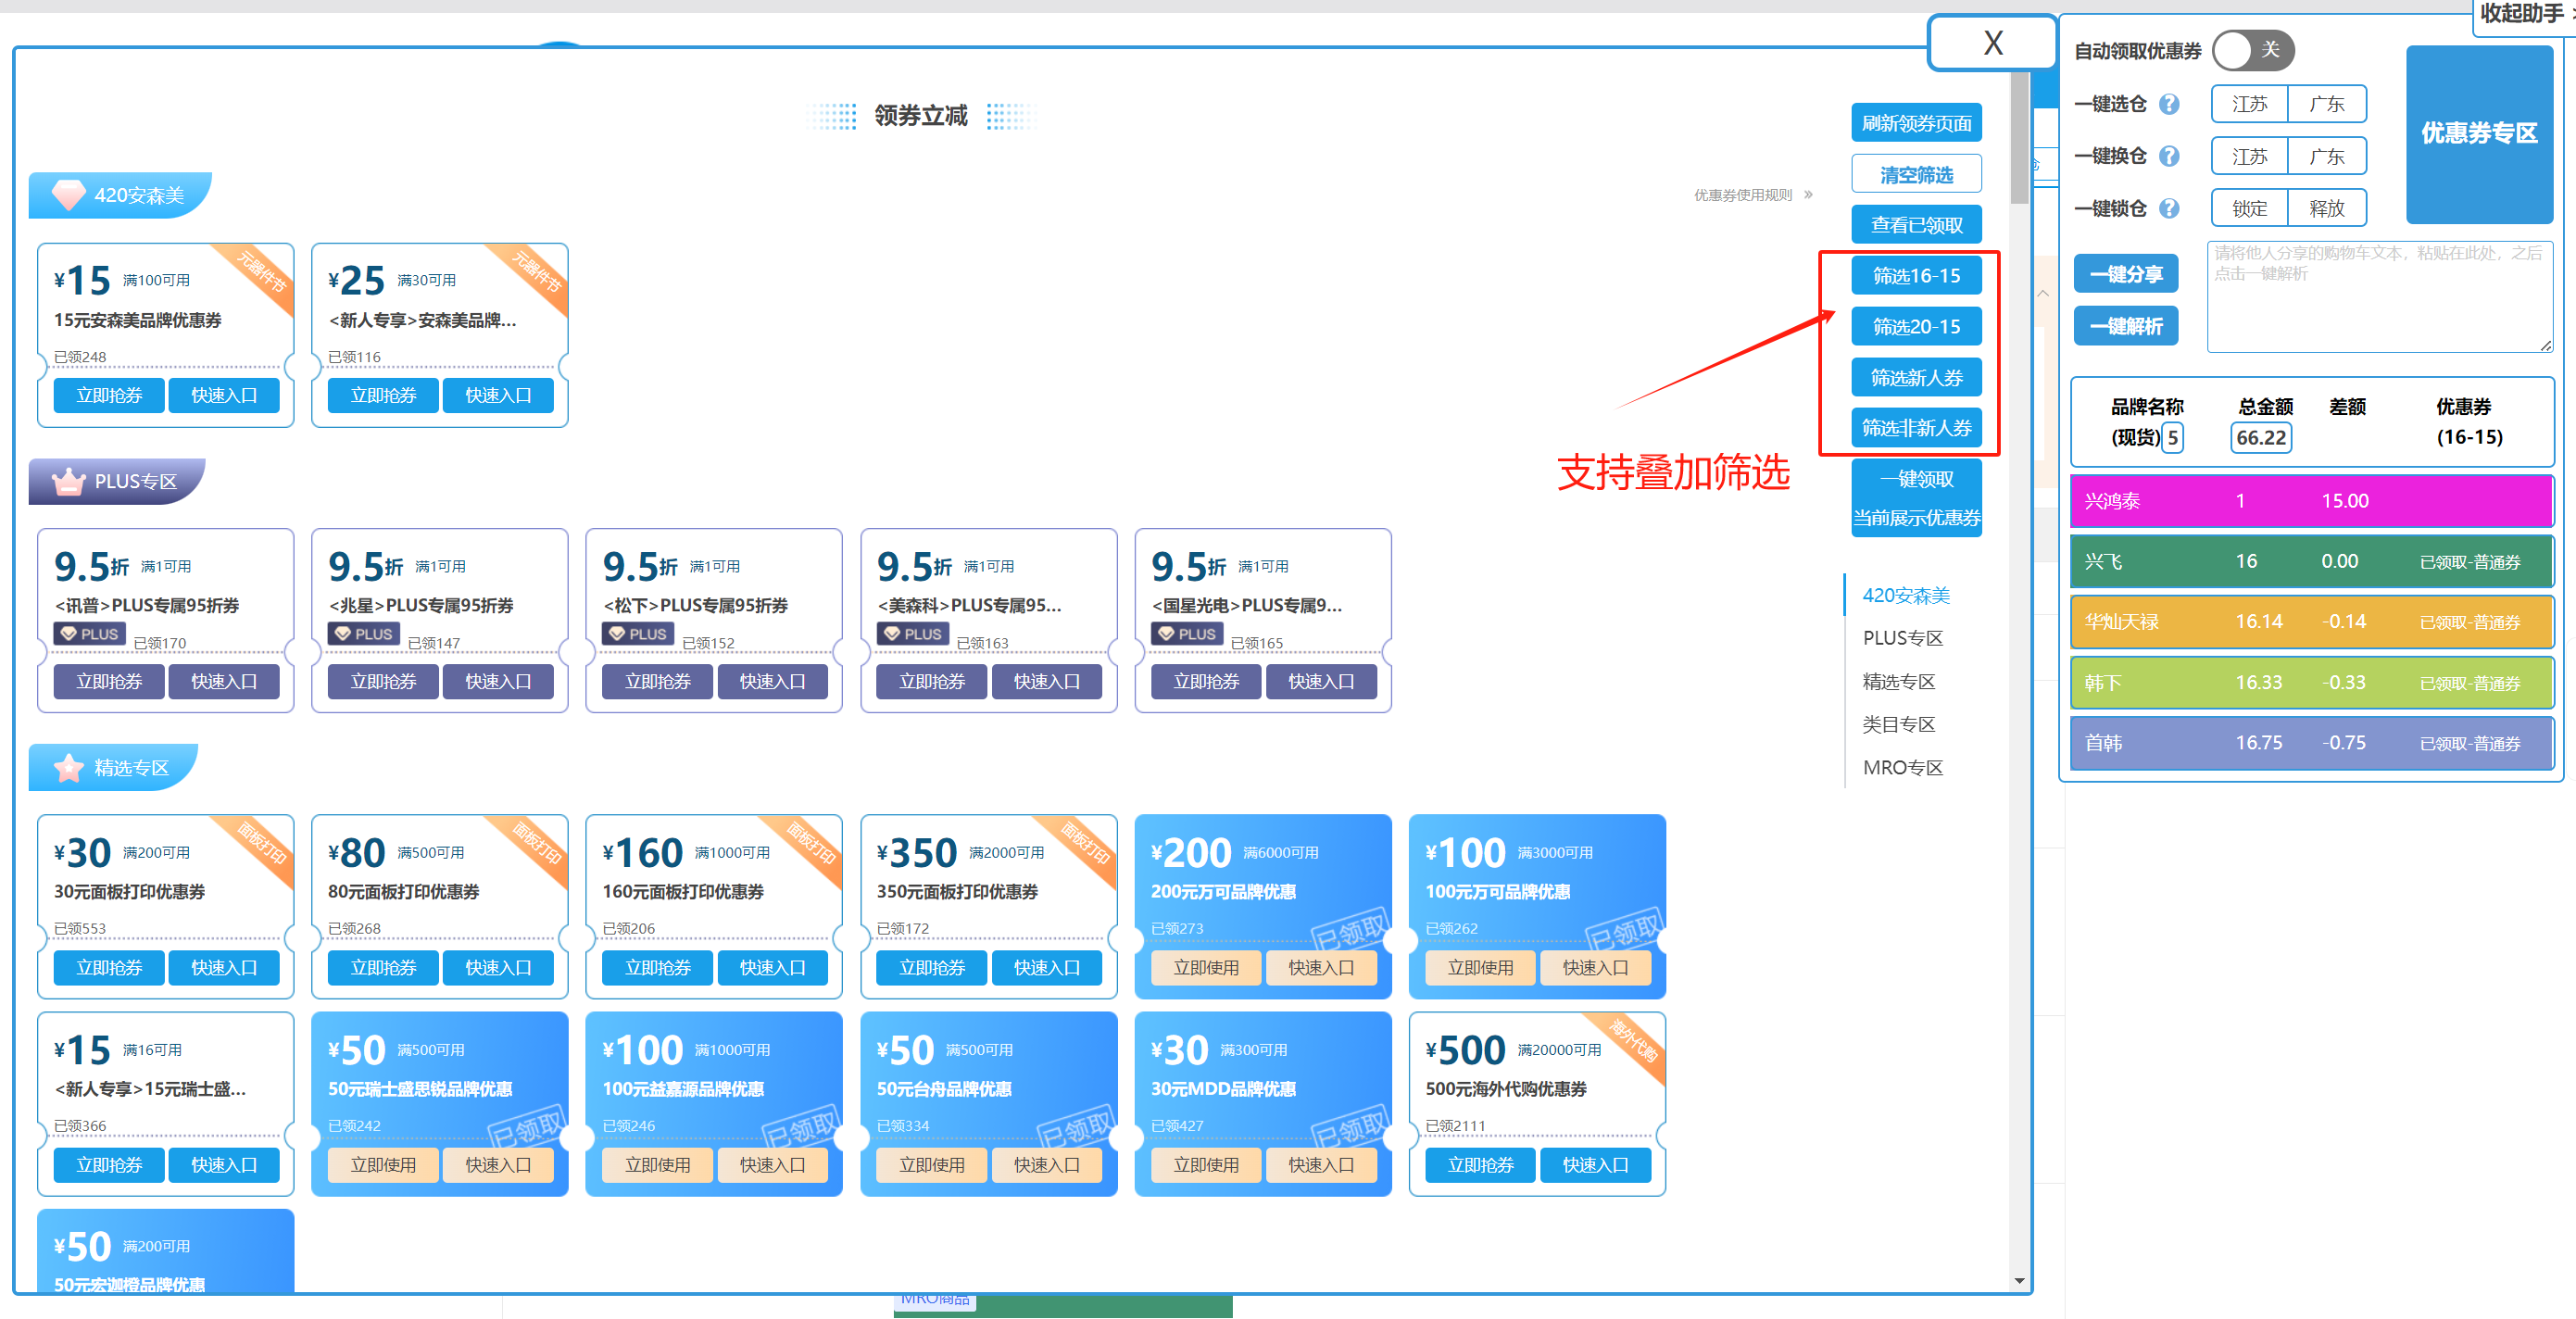 收起助手
X
领券立减
420安森美
优惠券使用规则 »
元器件节
¥15 满100可用
15元安森美品牌优惠券
已领248
立即抢券 快速入口
元器件节
¥25 满30可用
<新人专享>安森美品牌...
已领116
立即抢券 快速入口
PLUS专区
9.5折 满1可用
<讯普>PLUS专属95折券
PLUS 已领170
立即抢券 快速入口
9.5折 满1可用
<兆星>PLUS专属95折券
PLUS 已领147
立即抢券 快速入口
9.5折 满1可用
<松下>PLUS专属95折券
PLUS 已领152
立即抢券 快速入口
9.5折 满1可用
<美森科>PLUS专属95...
PLUS 已领163
立即抢券 快速入口
9.5折 满1可用
<国星光电>PLUS专属9...
PLUS 已领165
立即抢券 快速入口
精选专区
面板打印
¥30 满200可用
30元面板打印优惠券
已领553
立即抢券 快速入口
面板打印
¥80 满500可用
80元面板打印优惠券
已领268
立即抢券 快速入口
面板打印
¥160 满1000可用
160元面板打印优惠券
已领206
立即抢券 快速入口
面板打印
¥350 满2000可用
350元面板打印优惠券
已领172
立即抢券 快速入口
¥200 满6000可用
200元万可品牌优惠
已领273
已领取
立即使用 快速入口
¥100 满3000可用
100元万可品牌优惠
已领262
已领取
立即使用 快速入口
¥15 满16可用
<新人专享>15元瑞士盛...
已领366
立即抢券 快速入口
¥50 满500可用
50元瑞士盛思锐品牌优惠
已领242
已领取
立即使用 快速入口
¥100 满1000可用
100元益嘉源品牌优惠
已领246
已领取
立即使用 快速入口
¥50 满500可用
50元台舟品牌优惠
已领334
已领取
立即使用 快速入口
¥30 满300可用
30元MDD品牌优惠
已领427
已领取
立即使用 快速入口
海外代购
¥500 满20000可用
500元海外代购优惠券
已领2111
立即抢券 快速入口
¥50 满200可用
50元宏迦橙品牌优惠
MRO商品
刷新领券页面
清空筛选
查看已领取
筛选16-15
筛选20-15
筛选新人券
筛选非新人券
一键领取
当前展示优惠券
支持叠加筛选
420安森美
PLUS专区
精选专区
类目专区
MRO专区
自动领取优惠券 关
一键选仓 ? 江苏 广东
一键换仓 ? 江苏 广东
一键锁仓 ? 锁定 释放
优惠券专区
一键分享
一键解析
请将他人分享的购物车文本，粘贴在此处，之后
点击一键解析
品牌名称 总金额 差额 优惠券
(现货) 5 66.22 (16-15)
兴鸿泰 1 15.00
兴飞 16 0.00 已领取-普通券
华灿天禄 16.14 -0.14 已领取-普通券
韩下 16.33 -0.33 已领取-普通券
首韩 16.75 -0.75 已领取-普通券